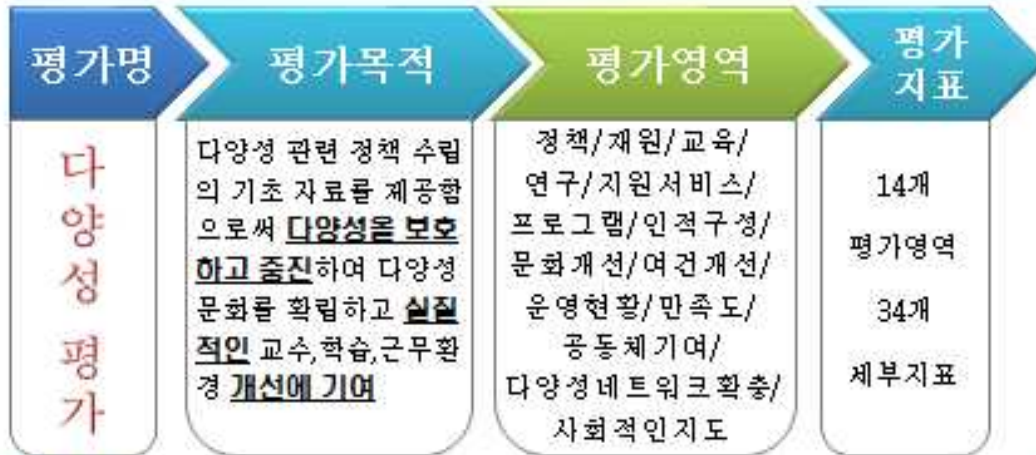 평가명
평가목적
평가영역
평가
지표
다양성 평가
다양성 관련 정책 수립
의 기초 자료를 제공함
으로써 다양성을 보호
하고 증진하여 다양성
문화를 확립하고 실질
적인 교수,학습,근무환
경 개선에 기여
정책/재원/교육/
연구/지원서비스/
프로그램/인적구성/
문화개선/여건개선/
운영현황/만족도/
공동체기여/
다양성네트워크확충/
사회적인지도
14개
평가영역
34개
세부지표